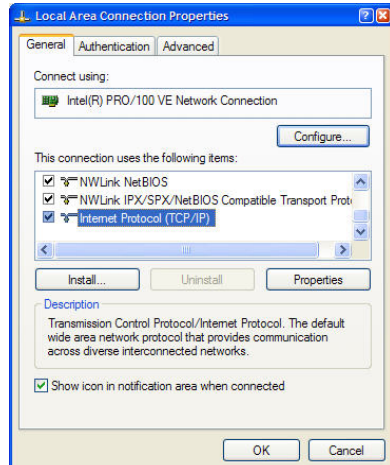 Local Area Connection Properties
General Authentication Advanced
Connect using:
Intel(R) PRO/100 VE Network Connection
Configure...
This connection uses the following items:
NWLink NetBIOS
NWLink IPX/SPX/NetBIOS Compatible Transport Proto
Internet Protocol (TCP/IP)
Install... Uninstall Properties
Description
Transmission Control Protocol/Internet Protocol. The default
wide area network protocol that provides communication
across diverse interconnected networks.
Show icon in notification area when connected
OK Cancel